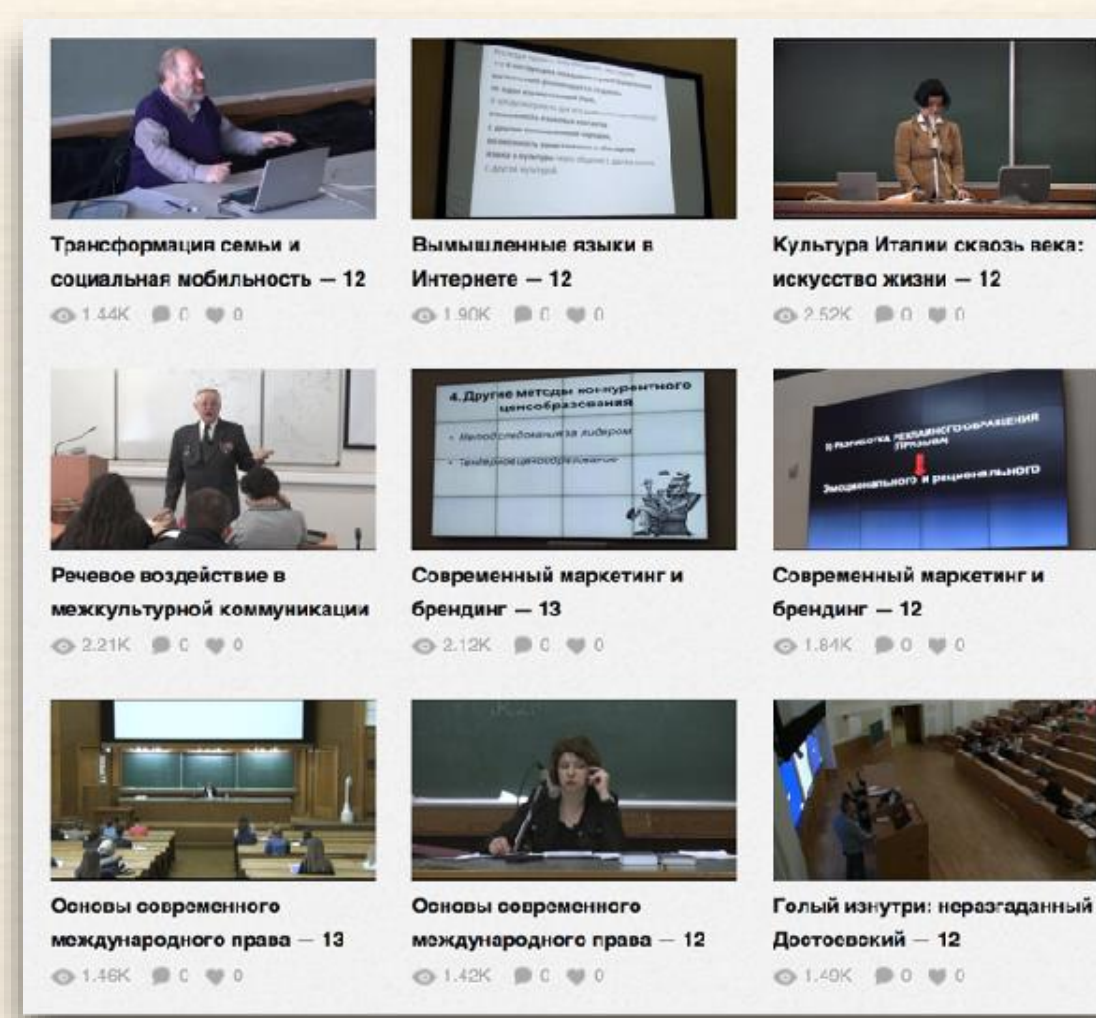 Трансформация семьи и
социальная мобильность — 12
1.44K 0 0
Вымышленные языки в
Интернете — 12
1.90K 0 0
Культура Италии сквозь века:
искусство жизни — 12
2.52K 0 0
Речевое воздействие в
межкультурной коммуникации
2.21K 0 0
4. Другие методы конкурентного
ценообразования
Современный маркетинг и
брендинг — 13
2.12K 0 0
Эмоционального и рационального
Современный маркетинг и
брендинг — 12
1.84K 0 0
Основы современного
международного права — 13
1.46K 0 0
Основы современного
международного права — 12
1.42K 0 0
Голый изнутри: неразгаданный
Достоевский — 12
1.49K 0 0